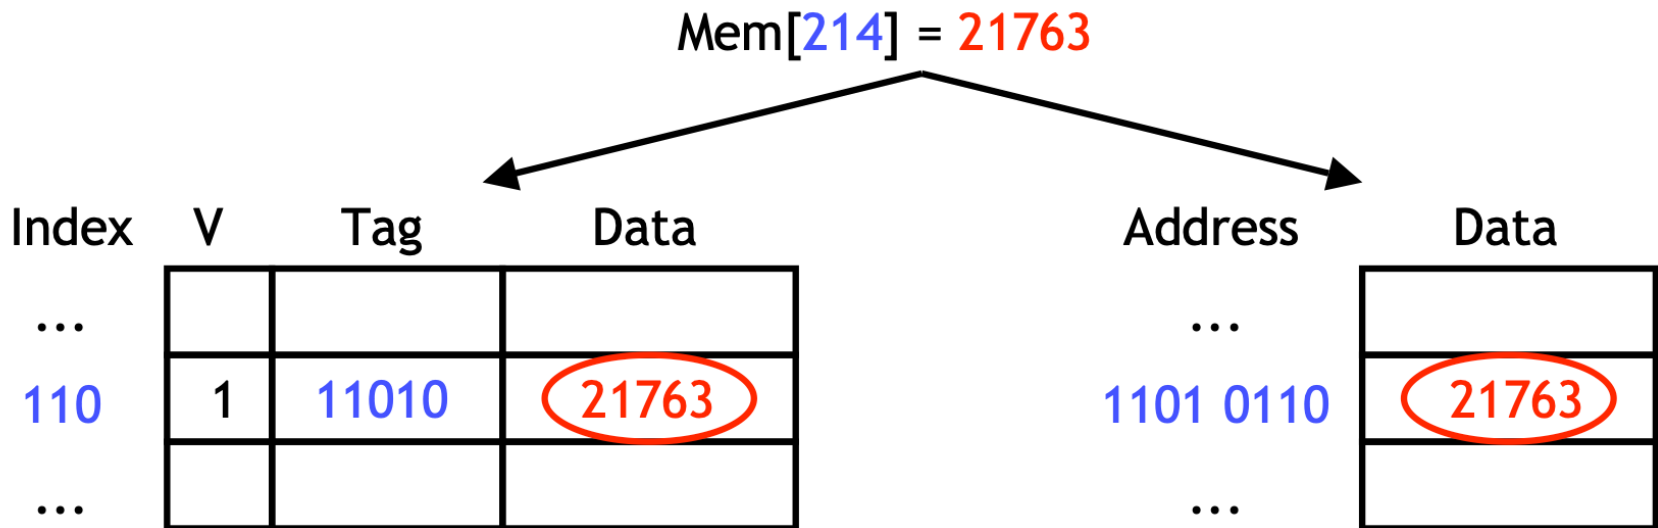 Mem[214] = 21763
Index V Tag Data Address Data
... ...
110 1 11010 21763 1101 0110 21763
... ...